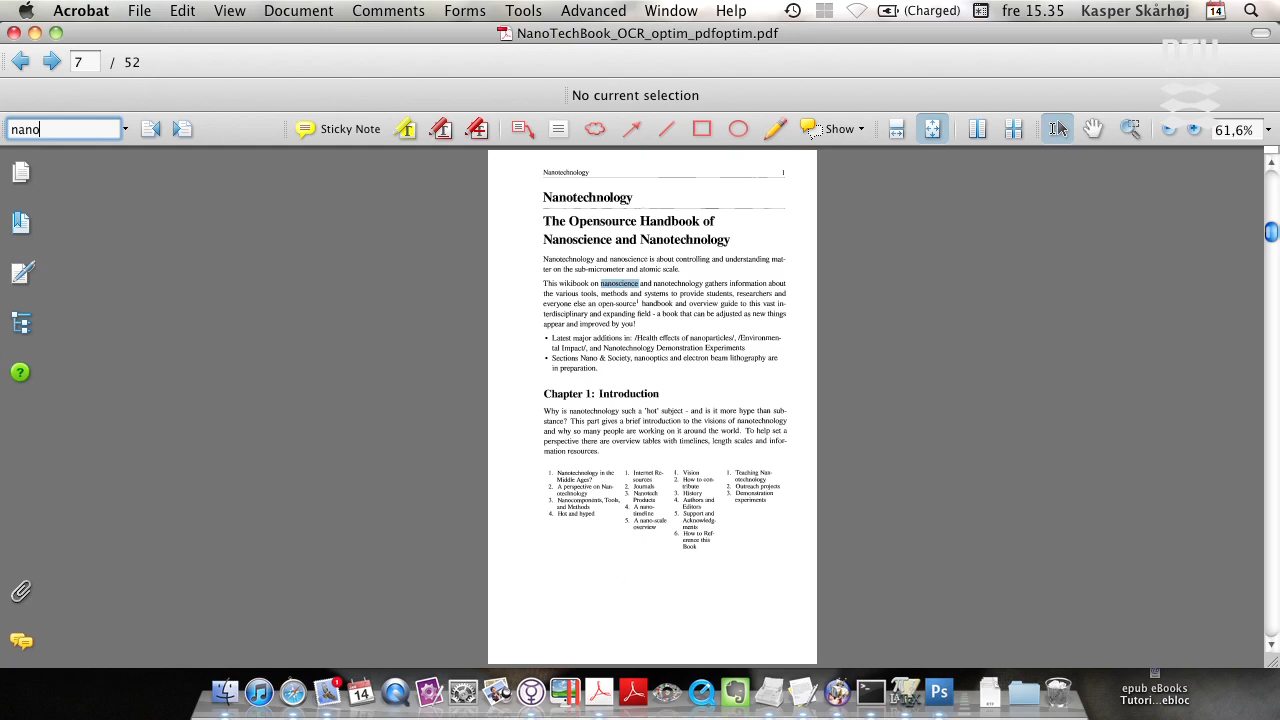 Acrobat File Edit View Document Comments Forms Tools Advanced Window Help (Charged) fre 15.35 Kasper Skårhøj 14
NanoTechBook_OCR_optim_pdfoptim.pdf
7 / 52
No current selection
nano Sticky Note T T T Show 61,6%
Nanotechnology 1
Nanotechnology
The Opensource Handbook of
Nanoscience and Nanotechnology
Nanotechnology and nanoscience is about controlling and understanding mat-
ter on the sub-micrometer and atomic scale.
This wikibook on nanoscience and nanotechnology gathers information about
the various tools, methods and systems to provide students, researchers and
everyone else an open-source¹ handbook and overview guide to this vast in-
terdisciplinary and expanding field - a book that can be adjusted as new things
appear and improved by you!
• Latest major additions in: /Health effects of nanoparticles/, /Environmen-
tal Impact/, and Nanotechnology Demonstration Experiments
• Sections Nano & Society, nanooptics and electron beam lithography are
in preparation.
Chapter 1: Introduction
Why is nanotechnology such a 'hot' subject - and is it more hype than sub-
stance? This part gives a brief introduction to the visions of nanotechnology
and why so many people are working on it around the world. To help set a
perspective there are overview tables with timelines, length scales and infor-
mation resources.
1. Nanotechnology in the
Middle Ages?
2. A perspective on Nan-
otechnology
3. Nanocomponents, Tools,
and Methods
4. Hot and hyped
1. Internet Re-
sources
2. Journals
3. Nanotech
Products
4. A nano-
timeline
5. A nano-scale
overview
1. Vision
2. How to con-
tribute
3. History
4. Authors and
Editors
5. Support and
Acknowledg-
ments
6. How to Ref-
erence this
Book
1. Teaching Nan-
otechnology
2. Outreach projects
3. Demonstration
experiments
?
1 14 Ps
epub eBooks
Tutori...ebloc